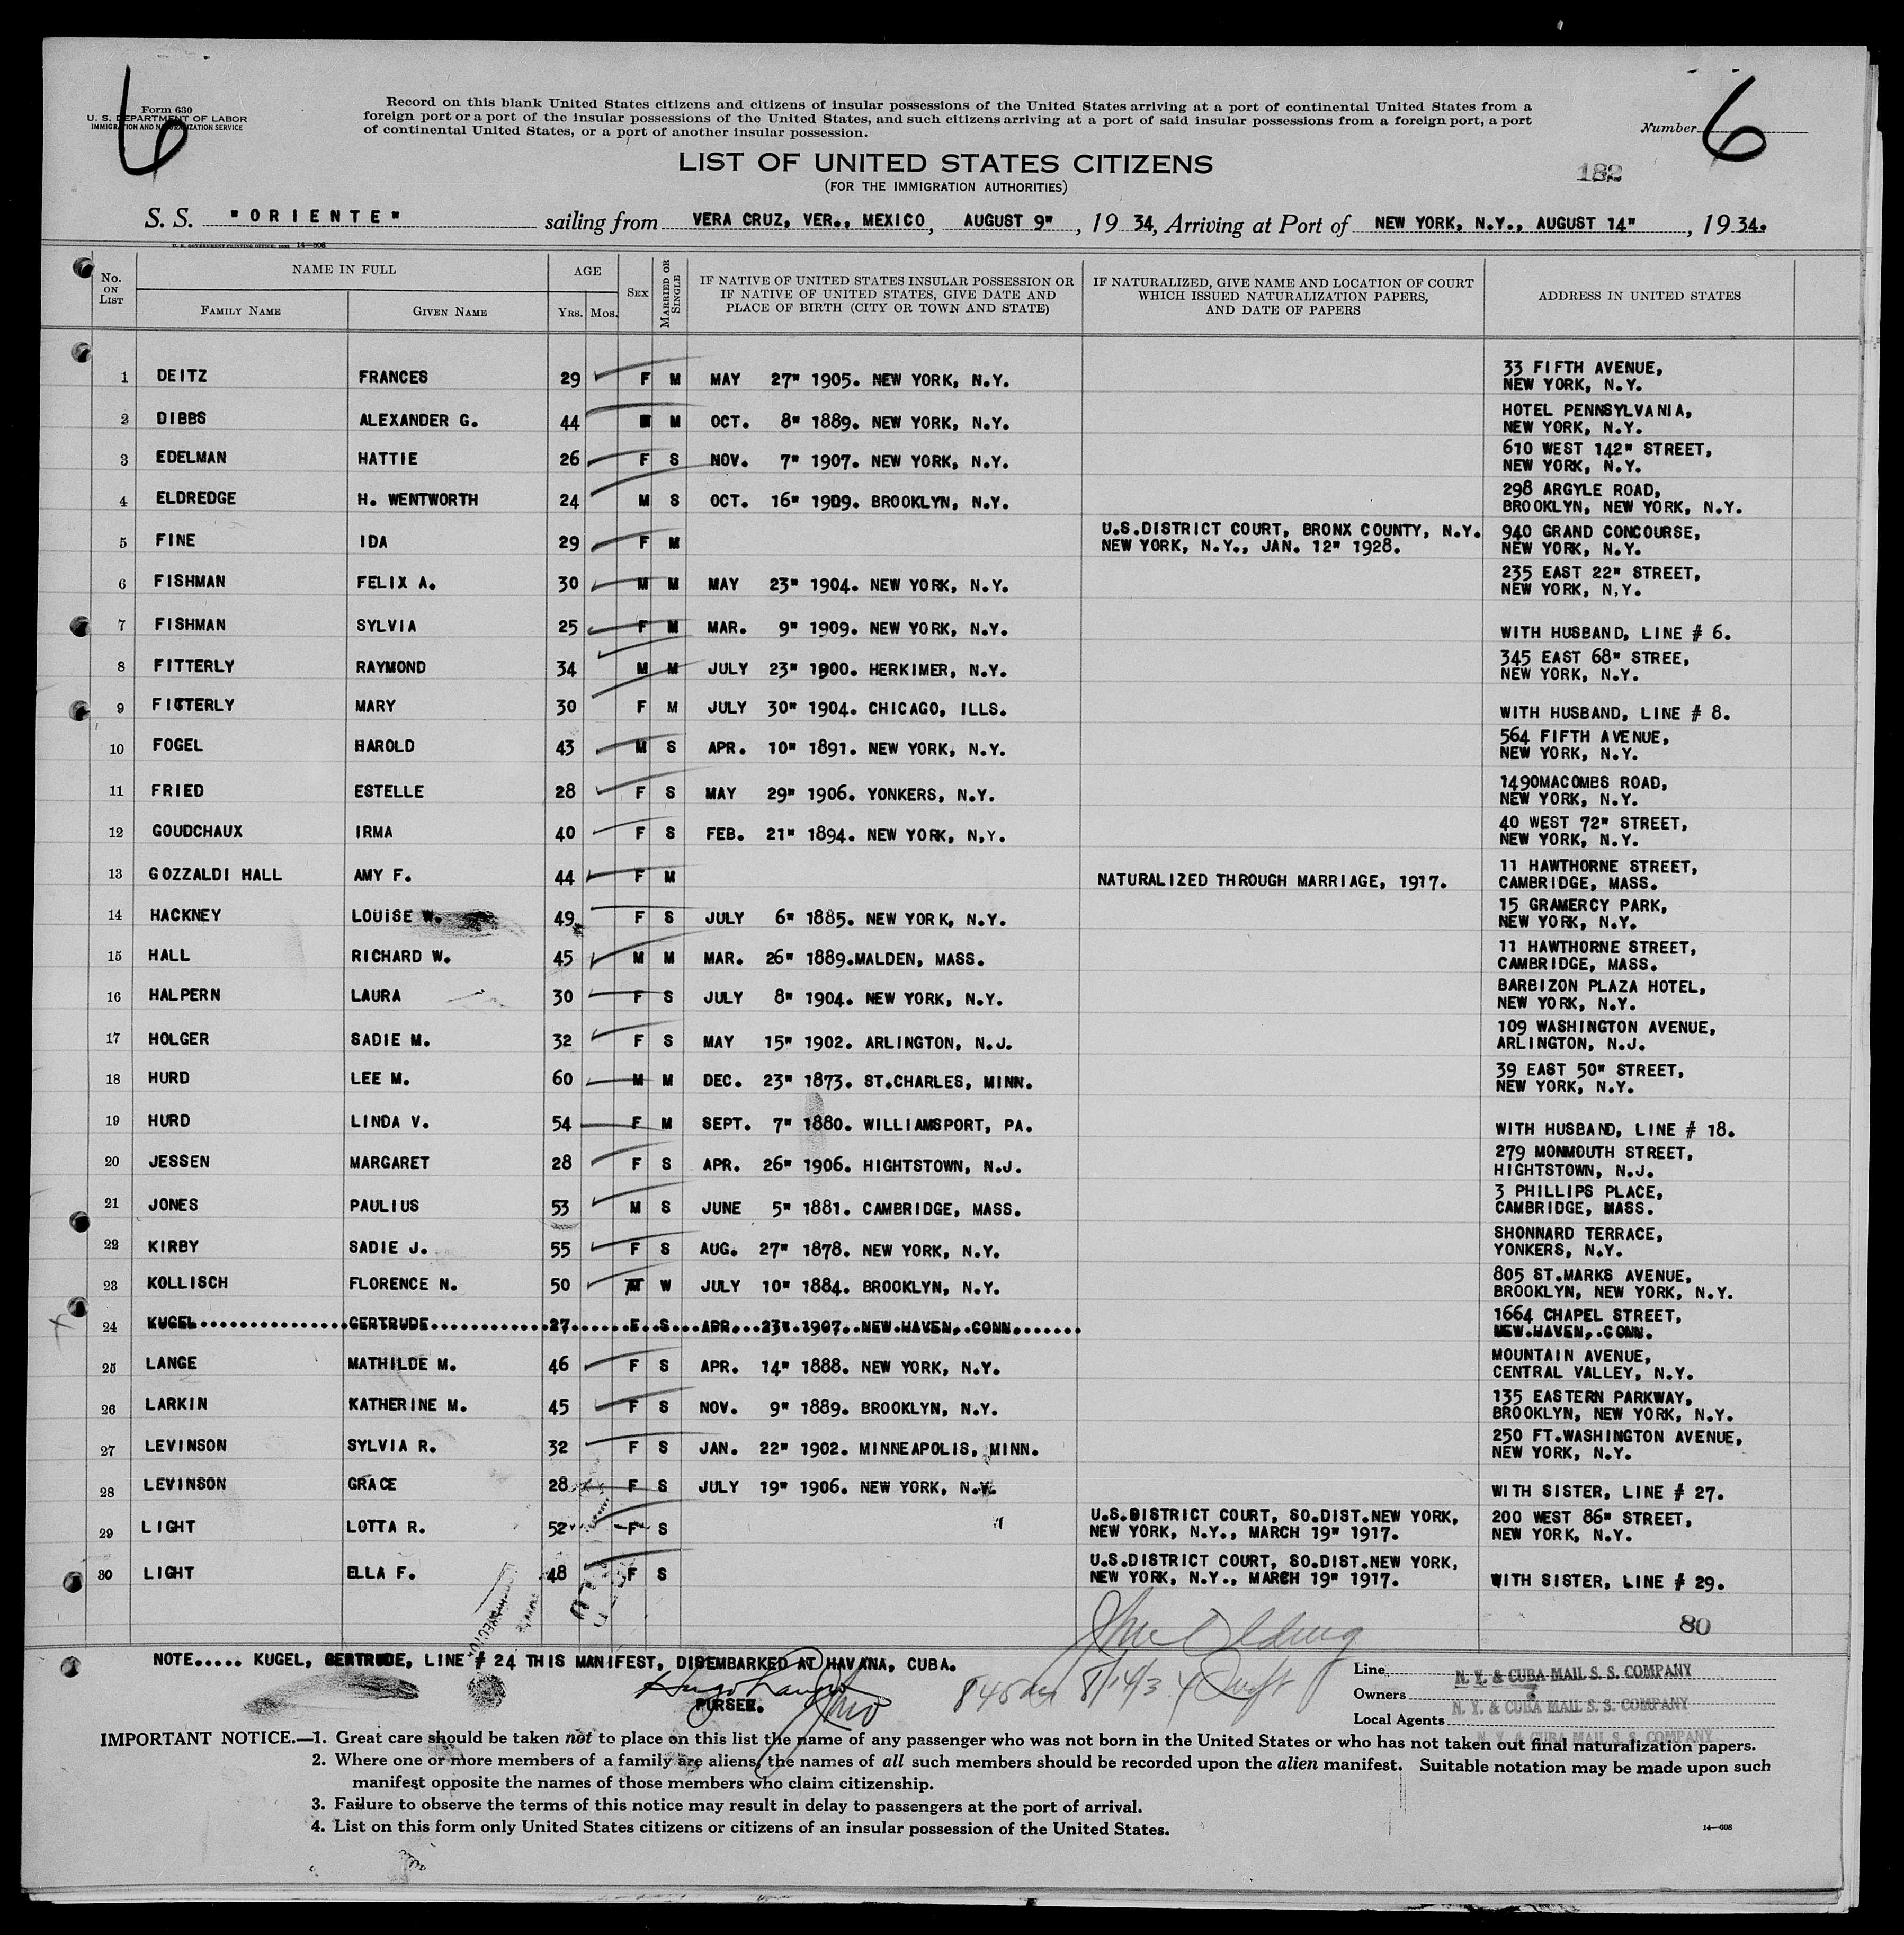 6
Form 630
U. S. DEPARTMENT OF LABOR
IMMIGRATION AND NATURALIZATION SERVICE
Record on this blank United States citizens and citizens of insular possessions of the United States arriving at a port of continental United States from a
foreign port or a port of the insular possessions of the United States, and such citizens arriving at a port of said insular possessions from a foreign port, a port
of continental United States, or a port of another insular possession.
Number 6
LIST OF UNITED STATES CITIZENS
(FOR THE IMMIGRATION AUTHORITIES)
182
S. S. "ORIENTE" sailing from VERA CRUZ, VER., MEXICO, AUGUST 9", 19 34, Arriving at Port of NEW YORK, N.Y., AUGUST 14", 19 34.
U. S. GOVERNMENT PRINTING OFFICE: 1933 14—608
No. ON LIST
NAME IN FULL
FAMILY NAME
GIVEN NAME
AGE
YRS. MOS.
SEX
MARRIED OR SINGLE
IF NATIVE OF UNITED STATES INSULAR POSSESSION OR
IF NATIVE OF UNITED STATES, GIVE DATE AND
PLACE OF BIRTH (CITY OR TOWN AND STATE)
IF NATURALIZED, GIVE NAME AND LOCATION OF COURT
WHICH ISSUED NATURALIZATION PAPERS,
AND DATE OF PAPERS
ADDRESS IN UNITED STATES
1 DEITZ FRANCES 29 F M MAY 27" 1905. NEW YORK, N.Y. 33 FIFTH AVENUE,
NEW YORK, N.Y.
2 DIBBS ALEXANDER G. 44 M OCT. 8" 1889. NEW YORK, N.Y. HOTEL PENNSYLVANIA,
NEW YORK, N.Y.
3 EDELMAN HATTIE 26 F S NOV. 7" 1907. NEW YORK, N.Y. 610 WEST 142" STREET,
NEW YORK, N.Y.
4 ELDREDGE H. WENTWORTH 24 M S OCT. 16" 1909. BROOKLYN, N.Y. 298 ARGYLE ROAD,
BROOKLYN, NEW YORK, N.Y.
5 FINE IDA 29 F M U.S.DISTRICT COURT, BRONX COUNTY, N.Y. 940 GRAND CONCOURSE,
NEW YORK, N.Y., JAN. 12" 1928. NEW YORK, N.Y.
6 FISHMAN FELIX A. 30 M M MAY 23" 1904. NEW YORK, N.Y. 235 EAST 22" STREET,
NEW YORK, N,Y.
7 FISHMAN SYLVIA 25 F M MAR. 9" 1909. NEW YORK, N.Y. WITH HUSBAND, LINE # 6.
8 FITTERLY RAYMOND 34 M M JULY 23" 1900. HERKIMER, N.Y. 345 EAST 68" STREE,
NEW YORK, N.Y.
9 FITTERLY MARY 30 F M JULY 30" 1904. CHICAGO, ILLS. WITH HUSBAND, LINE # 8.
10 FOGEL HAROLD 43 M S APR. 10" 1891. NEW YORK, N.Y. 564 FIFTH AVENUE,
NEW YORK, N.Y.
11 FRIED ESTELLE 28 F S MAY 29" 1906. YONKERS, N.Y. 1490MACOMBS ROAD,
NEW YORK, N.Y.
12 GOUDCHAUX IRMA 40 F S FEB. 21" 1894. NEW YORK, N,Y. 40 WEST 72" STREET,
NEW YORK, N.Y.
13 GOZZALDI HALL AMY F. 44 F M NATURALIZED THROUGH MARRIAGE, 1917. 11 HAWTHORNE STREET,
CAMBRIDGE, MASS.
14 HACKNEY LOUISE W. 49 F S JULY 6" 1885. NEW YORK, N.Y. 15 GRAMERCY PARK,
NEW YORK, N.Y.
15 HALL RICHARD W. 45 M M MAR. 26" 1889.MALDEN, MASS. 11 HAWTHORNE STREET,
CAMBRIDGE, MASS.
16 HALPERN LAURA 30 F S JULY 8" 1904. NEW YORK, N.Y. BARBIZON PLAZA HOTEL,
NEW YORK, N.Y.
17 HOLGER SADIE M. 32 F S MAY 15" 1902. ARLINGTON, N.J. 109 WASHINGTON AVENUE,
ARLINGTON, N.J.
18 HURD LEE M. 60 M M DEC. 23" 1873. ST.CHARLES, MINN. 39 EAST 50" STREET,
NEW YORK, N.Y.
19 HURD LINDA V. 54 F M SEPT. 7" 1880. WILLIAMSPORT, PA. WITH HUSBAND, LINE # 18.
20 JESSEN MARGARET 28 F S APR. 26" 1906. HIGHTSTOWN, N.J. 279 MONMOUTH STREET,
HIGHTSTOWN, N.J.
21 JONES PAULIUS 53 M S JUNE 5" 1881. CAMBRIDGE, MASS. 3 PHILLIPS PLACE,
CAMBRIDGE, MASS.
22 KIRBY SADIE J. 55 F S AUG. 27" 1878. NEW YORK, N.Y. SHONNARD TERRACE,
YONKERS, N.Y.
23 KOLLISCH FLORENCE N. 50 W JULY 10" 1884. BROOKLYN, N.Y. 805 ST.MARKS AVENUE,
BROOKLYN, NEW YORK, N.Y.
24 KUGEL GERTRUDE 27 F S APR. 23" 1907. NEW HAVEN, CONN. 1664 CHAPEL STREET,
NEW HAVEN, CONN.
25 LANGE MATHILDE M. 46 F S APR. 14" 1888. NEW YORK, N.Y. MOUNTAIN AVENUE,
CENTRAL VALLEY, N.Y.
26 LARKIN KATHERINE M. 45 F S NOV. 9" 1889. BROOKLYN, N.Y. 135 EASTERN PARKWAY,
BROOKLYN, NEW YORK, N.Y.
27 LEVINSON SYLVIA R. 32 F S JAN. 22" 1902. MINNEAPOLIS, MINN. 250 FT.WASHINGTON AVENUE,
NEW YORK, N.Y.
28 LEVINSON GRACE 28 F S JULY 19" 1906. NEW YORK, N.Y. WITH SISTER, LINE # 27.
29 LIGHT LOTTA R. 52 F S U.S.DISTRICT COURT, SO.DIST.NEW YORK, 200 WEST 86" STREET,
NEW YORK, N.Y., MARCH 19" 1917. NEW YORK, N.Y.
30 LIGHT ELLA F. 48 F S U.S.DISTRICT COURT, SO.DIST.NEW YORK,
NEW YORK, N.Y., MARCH 19" 1917. WITH SISTER, LINE # 29.
80
NOTE..... KUGEL, GERTRUDE, LINE # 24 THIS MANIFEST, DISEMBARKED AT HAVANA, CUBA.
PURSER.
8/14/34
Line N. Y. & CUBA MAIL S. S. COMPANY
Owners N. Y. & CUBA MAIL S. S. COMPANY
Local Agents N. Y. & CUBA MAIL S. S. COMPANY
IMPORTANT NOTICE.—1. Great care should be taken not to place on this list the name of any passenger who was not born in the United States or who has not taken out final naturalization papers.
2. Where one or more members of a family are aliens, the names of all such members should be recorded upon the alien manifest. Suitable notation may be made upon such
manifest opposite the names of those members who claim citizenship.
3. Failure to observe the terms of this notice may result in delay to passengers at the port of arrival.
4. List on this form only United States citizens or citizens of an insular possession of the United States.
14—608